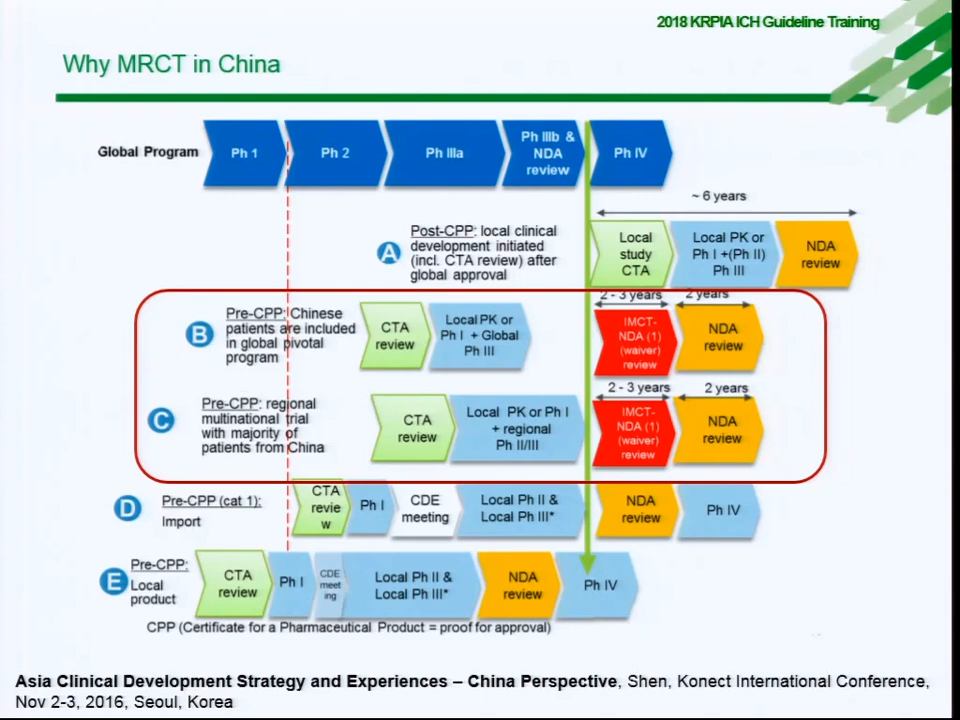 2018 KRPIA ICH Guideline Training
Why MRCT in China
Global Program
Ph 1
Ph 2
Ph IIIa
Ph IIIb &
NDA
review
Ph IV
~ 6 years
A
Post-CPP: local clinical
development initiated
(incl. CTA review) after
global approval
Local
study
CTA
Local PK or
Ph I +(Ph II)
Ph III
NDA
review
B
Pre-CPP: Chinese
patients are included
in global pivotal
program
CTA
review
Local PK or
Ph I + Global
Ph III
2 - 3 years
2 years
IMCT-
NDA (1)
(waiver)
review
NDA
review
C
Pre-CPP: regional
multinational trial
with majority of
patients from China
CTA
review
Local PK or Ph I
+ regional
Ph II/III
2 - 3 years
2 years
IMCT-
NDA (1)
(waiver)
review
NDA
review
D
Pre-CPP (cat 1):
Import
CTA
revie
w
Ph I
CDE
meeting
Local Ph II &
Local Ph III*
NDA
review
Ph IV
E
Pre-CPP:
Local
product
CTA
review
Ph I
CDE
meet
ing
Local Ph II &
Local Ph III*
NDA
review
Ph IV
CPP (Certificate for a Pharmaceutical Product = proof for approval)
Asia Clinical Development Strategy and Experiences – China Perspective, Shen, Konect International Conference,
Nov 2-3, 2016, Seoul, Korea